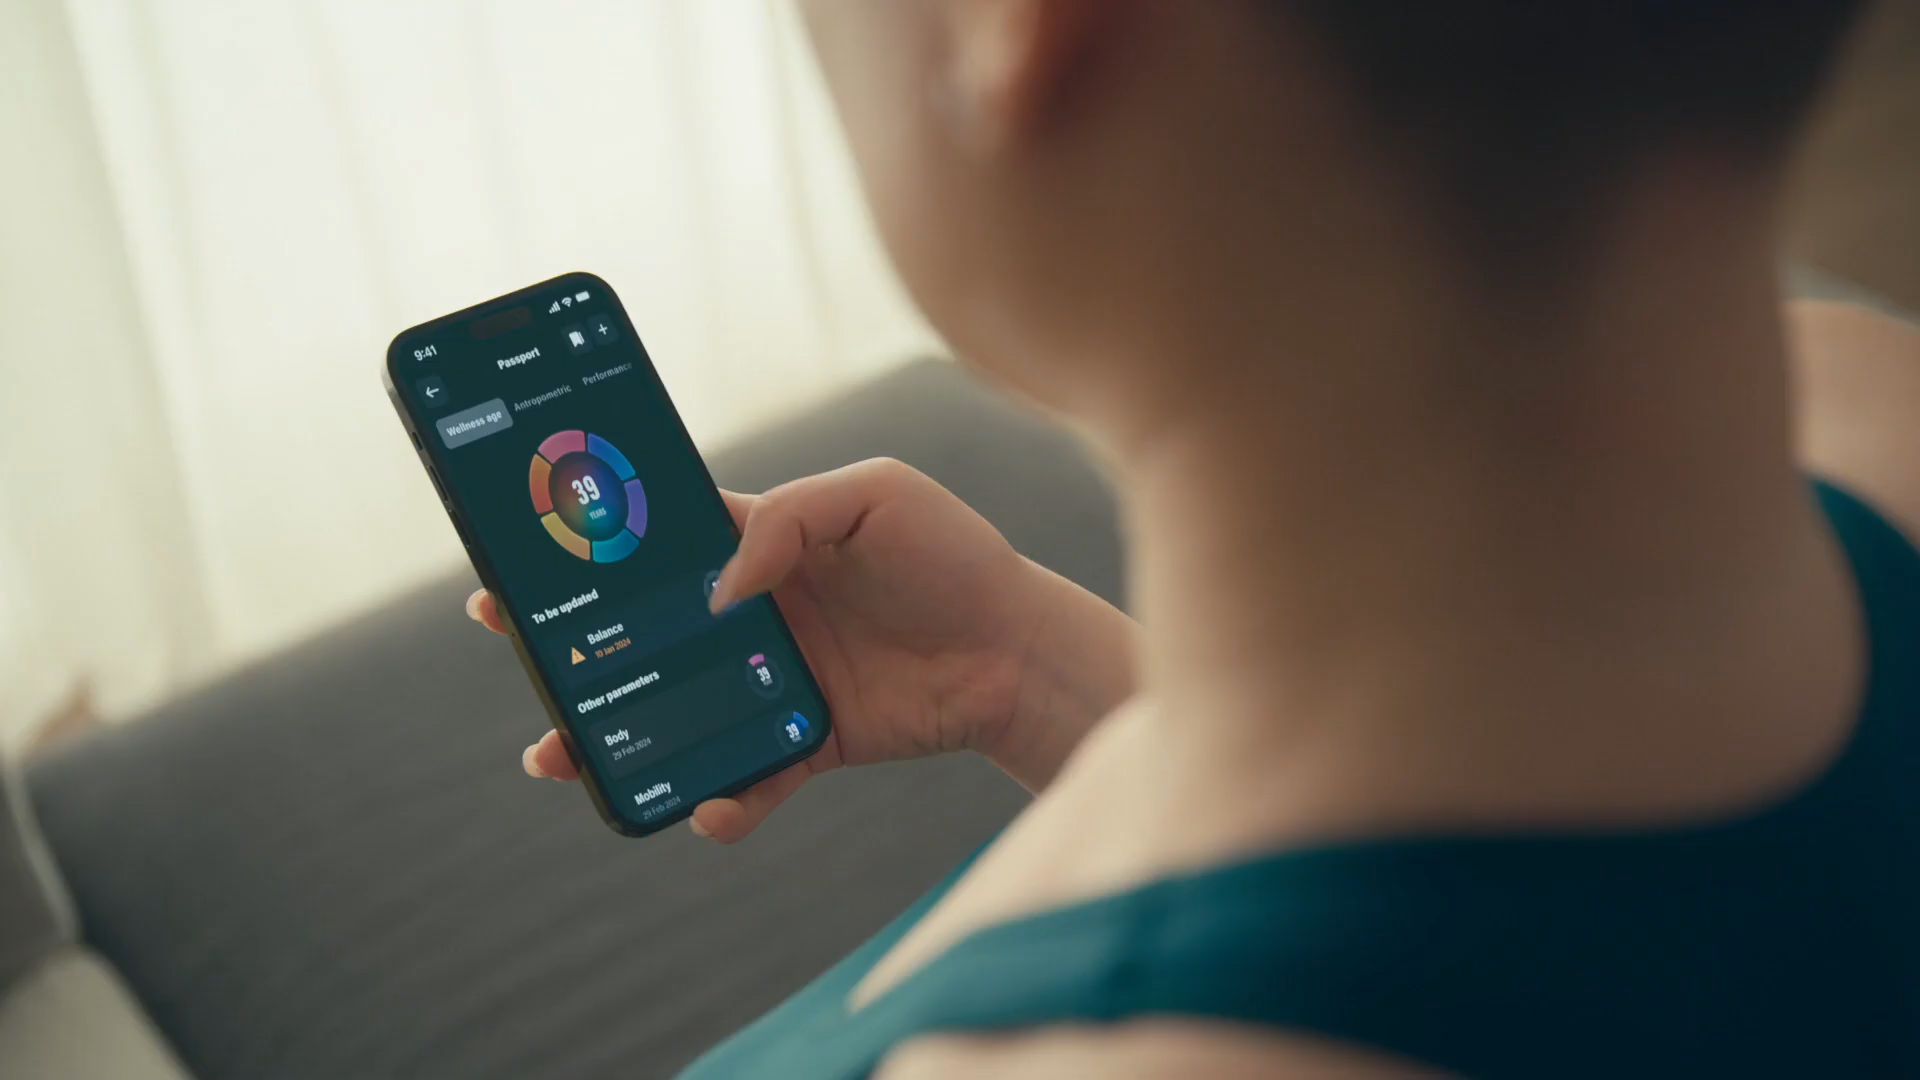 9:41
Passport
Wellness age
Antropometric
Performance
39
YEARS
To be updated
Balance
10 Jan 2024
Other parameters
Body
29 Feb 2024
39
Mobility
29 Feb 2024
39